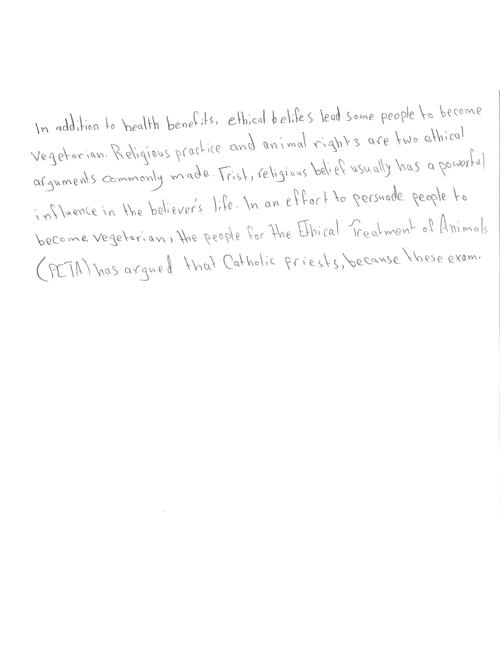 In addition to health benefits, ethical belifes lead some people to become
vegetarian. Religious practice and animal rights are two ethical
arguments commonly made. Frist, religious belief usually has a powerful
influence in the believer's life. In an effort to persuade people to
become vegetarian, the people for the Ethical Treatment of Animals
(PETA) has argued that Catholic priests, because these exam.